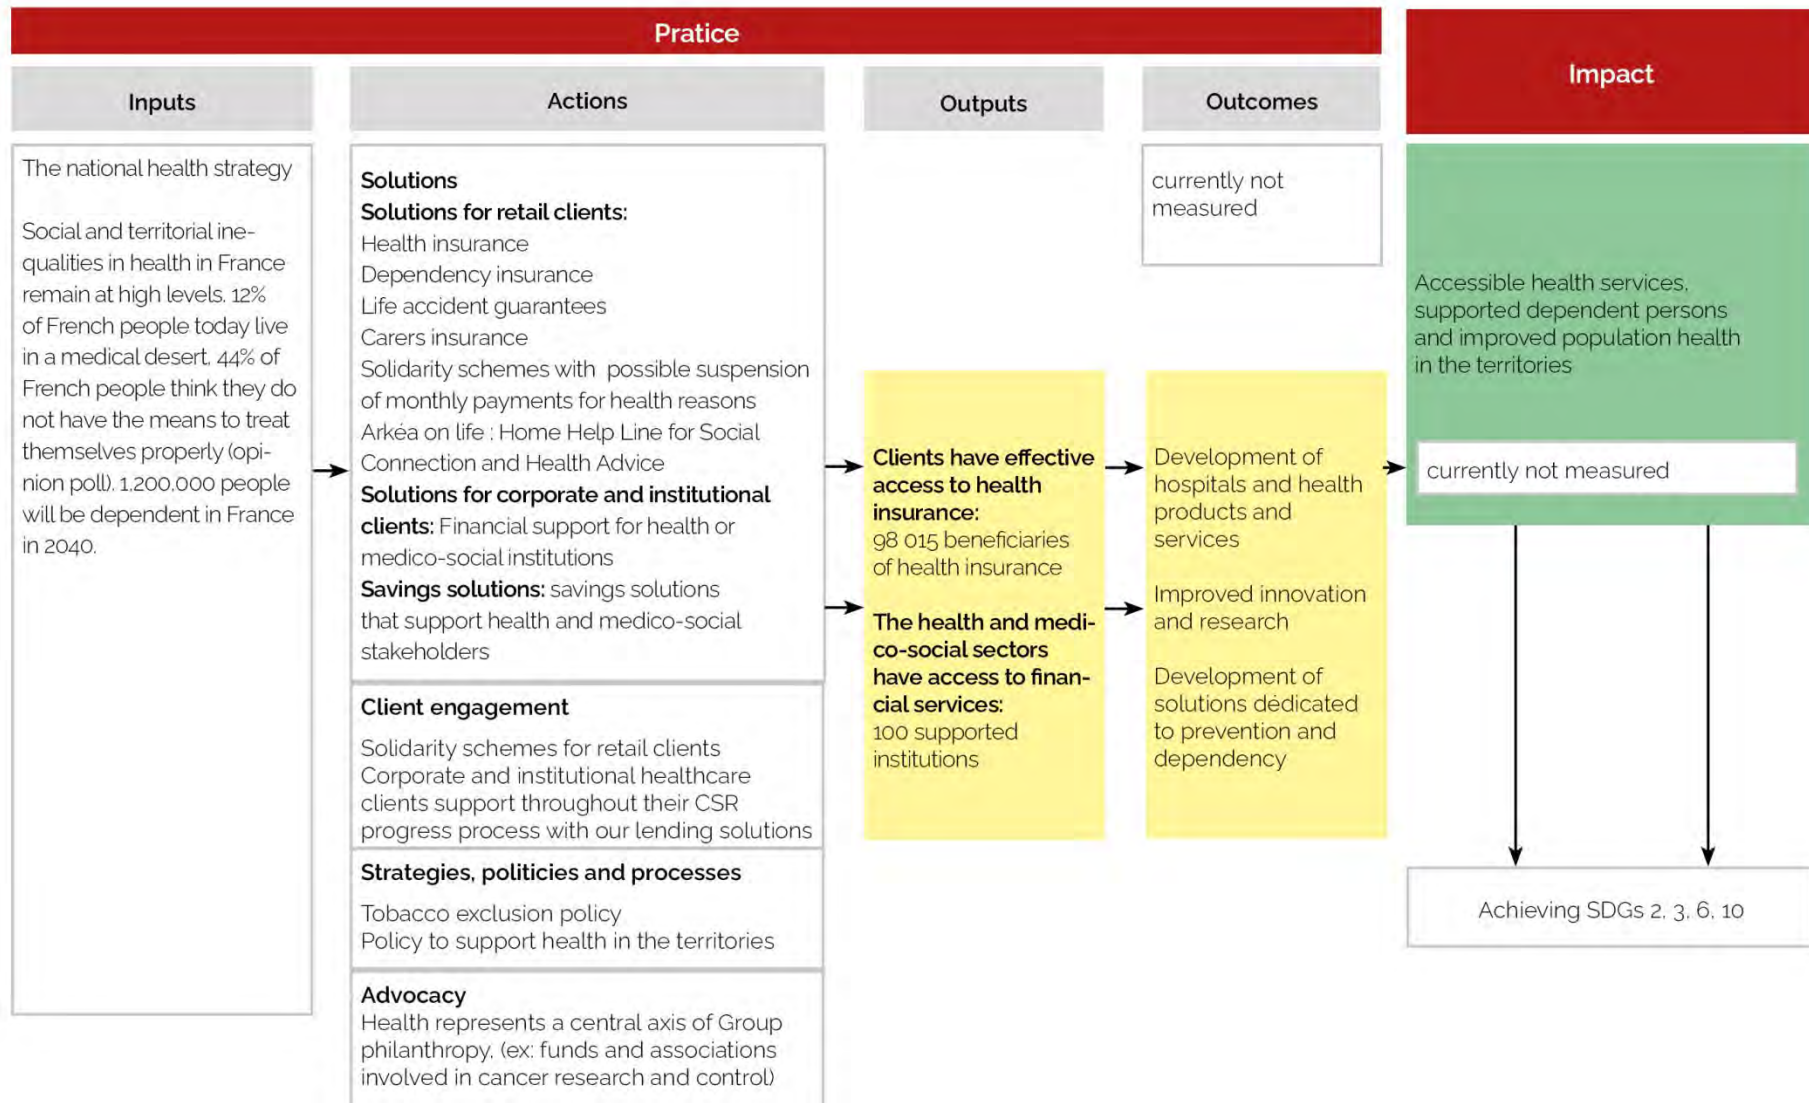 Pratice
Impact
Inputs
Actions
Outputs
Outcomes
The national health strategy
Social and territorial ine-
qualities in health in France
remain at high levels. 12%
of French people today live
in a medical desert. 44% of
French people think they do
not have the means to treat
themselves properly (opi-
nion poll). 1,200,000 people
will be dependent in France
in 2040.
Solutions
Solutions for retail clients:
Health insurance
Dependency insurance
Life accident guarantees
Carers insurance
Solidarity schemes with possible suspension
of monthly payments for health reasons
Arkéa on life : Home Help Line for Social
Connection and Health Advice
Solutions for corporate and institutional
clients: Financial support for health or
medico-social institutions
Savings solutions: savings solutions
that support health and medico-social
stakeholders
Client engagement
Solidarity schemes for retail clients
Corporate and institutional healthcare
clients support throughout their CSR
progress process with our lending solutions
Strategies, politicies and processes
Tobacco exclusion policy
Policy to support health in the territories
Advocacy
Health represents a central axis of Group
philanthropy, (ex: funds and associations
involved in cancer research and control)
Clients have effective
access to health
insurance:
98 015 beneficiaries
of health insurance
The health and medi-
co-social sectors
have access to finan-
cial services:
100 supported
institutions
currently not
measured
Development of
hospitals and health
products and
services
Improved innovation
and research
Development of
solutions dédicated
to prevention and
dependency
Accessible health services,
supported dependent persons
and improved population health
in the territories
currently not measured
Achieving SDGs 2, 3, 6, 10